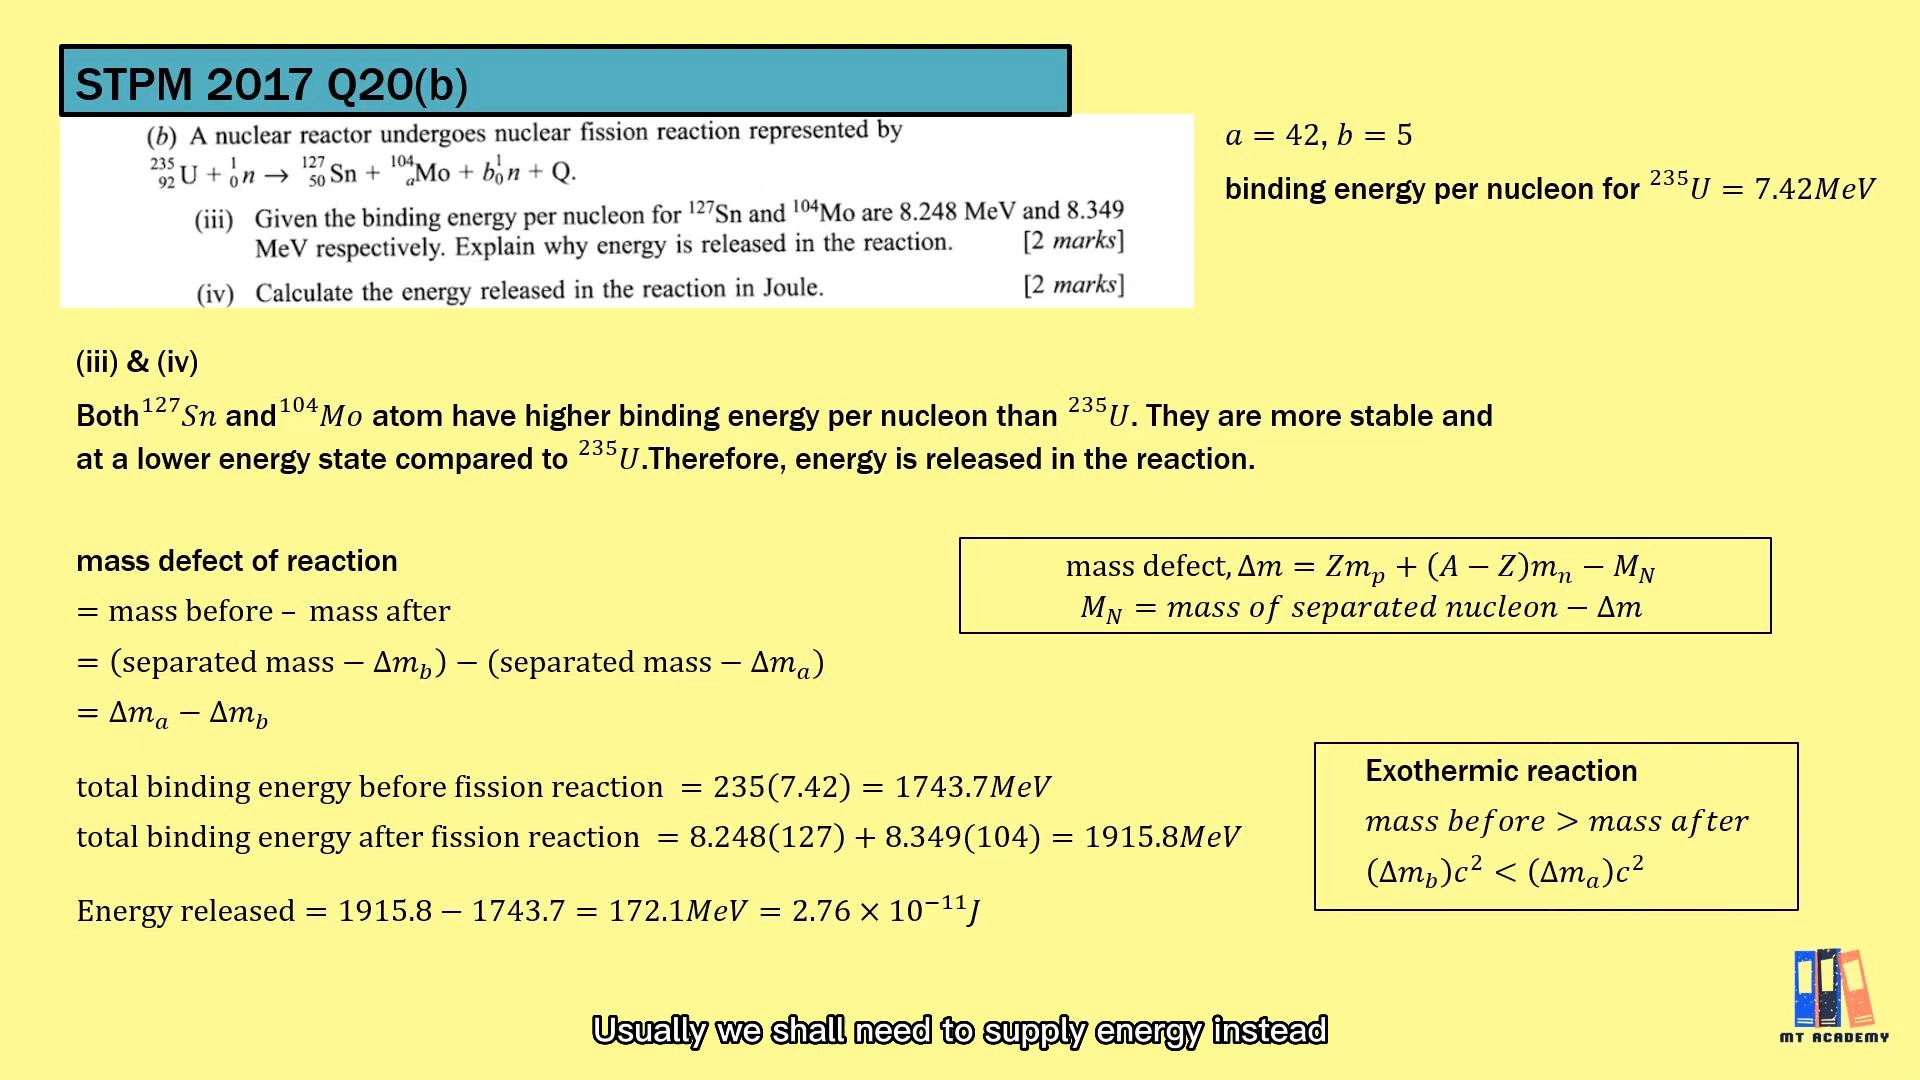 STPM 2017 Q20(b)
(b) A nuclear reactor undergoes nuclear fission reaction represented by
²³⁵₉₂U + ¹₀n → ¹²⁷₅₀Sn + ¹⁰⁴ₐMo + b¹₀n + Q.
(iii) Given the binding energy per nucleon for ¹²⁷Sn and ¹⁰⁴Mo are 8.248 MeV and 8.349
MeV respectively. Explain why energy is released in the reaction. [2 marks]
(iv) Calculate the energy released in the reaction in Joule. [2 marks]
a = 42, b = 5
binding energy per nucleon for ²³⁵U = 7.42MeV
(iii) & (iv)
Both ¹²⁷Sn and ¹⁰⁴Mo atom have higher binding energy per nucleon than ²³⁵U. They are more stable and
at a lower energy state compared to ²³⁵U.Therefore, energy is released in the reaction.
mass defect of reaction
= mass before – mass after
= (separated mass − Δm_b) − (separated mass − Δm_a)
= Δm_a − Δm_b
mass defect, Δm = Zm_p + (A − Z)m_n − M_N
M_N = mass of separated nucleon − Δm
total binding energy before fission reaction = 235(7.42) = 1743.7MeV
total binding energy after fission reaction = 8.248(127) + 8.349(104) = 1915.8MeV
Energy released = 1915.8 − 1743.7 = 172.1MeV = 2.76 × 10⁻¹¹J
Exothermic reaction
mass before > mass after
(Δm_b)c² < (Δm_a)c²
Usually we shall need to supply energy instead
MT ACADEMY